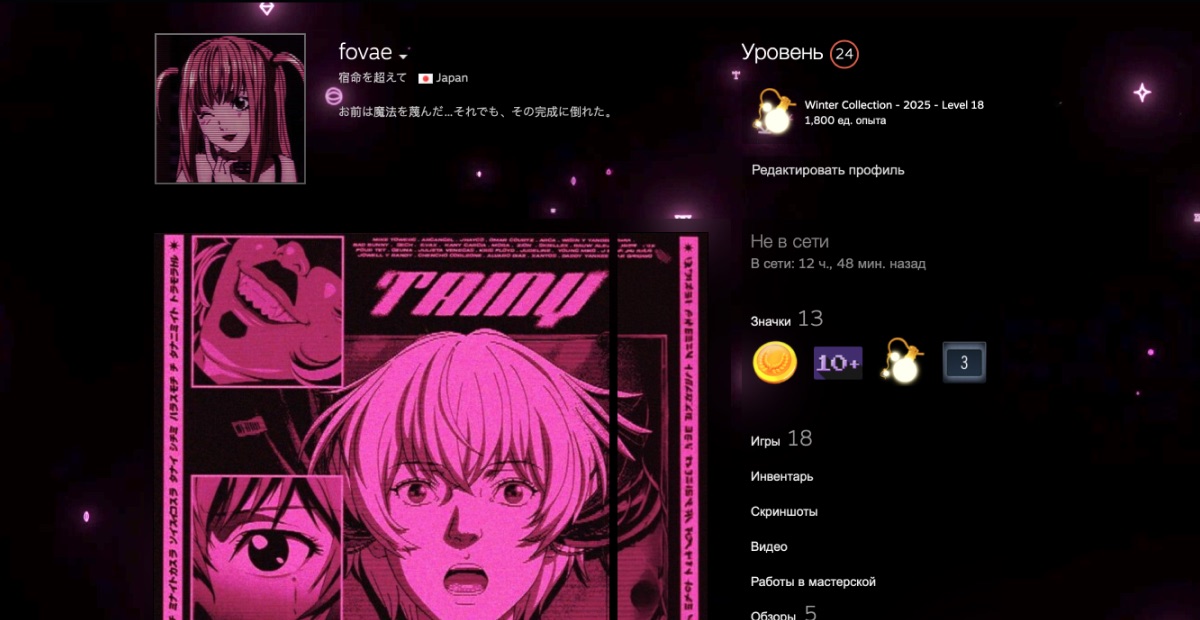 fovae
宿命を超えて Japan
お前は魔法を蔑んだ...それでも、その完成に倒れた。
Уровень 24
Winter Collection - 2025 - Level 18
1,800 ед. опыта
Редактировать профиль
Не в сети
В сети: 12 ч., 48 мин. назад
TAINY
Значки 13
10+
3
Игры 18
Инвентарь
Скриншоты
Видео
Работы в мастерской
Обзоры 5